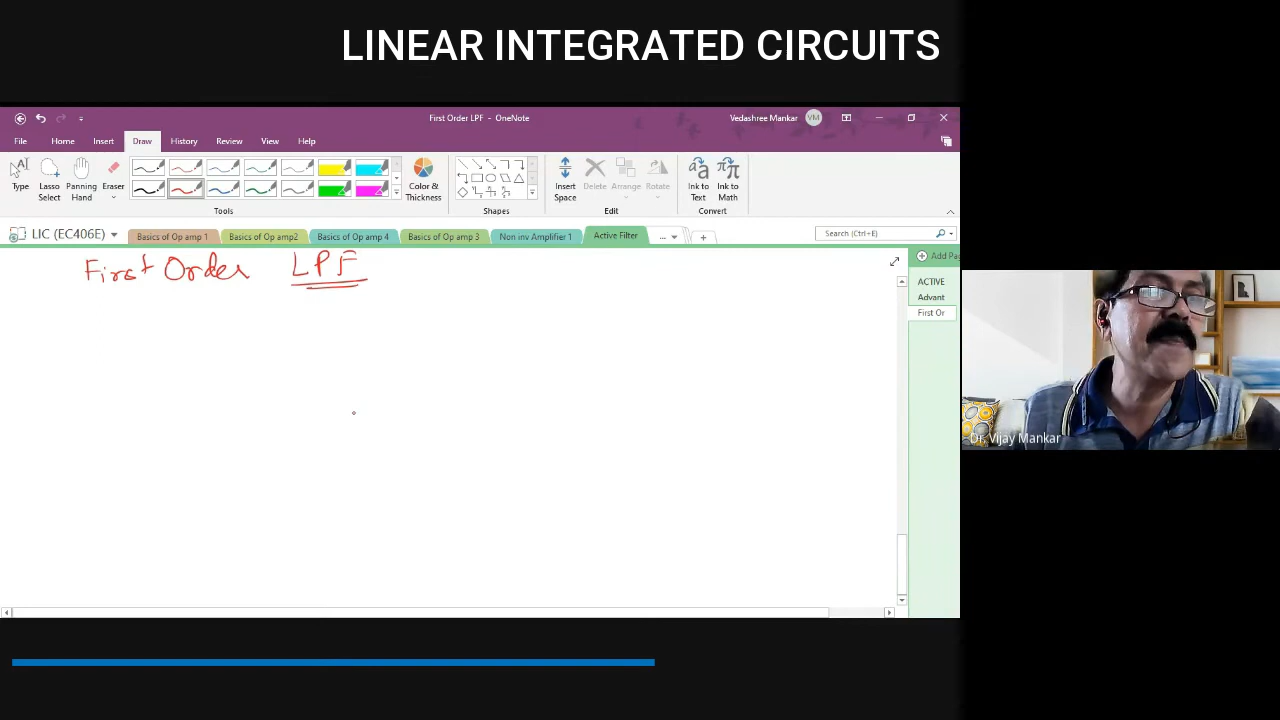 LINEAR INTEGRATED CIRCUITS
First Order LPF - OneNote
Vedashree Mankar VM
File Home Insert Draw History Review View Help
Type Lasso Select Panning Hand Eraser
Color & Thickness
Insert Space Delete Arrange Rotate
Ink to Text Ink to Math
Tools Shapes Edit Convert
LIC (EC406E) Basics of Op amp 1 Basics of Op amp2 Basics of Op amp 4 Basics of Op amp 3 Non inv Amplifier 1 Active Filter ... + Search (Ctrl+E)
Add Pag
First Order LPF
ACTIVE
Advant
First Or
Dr. Vijay Mankar